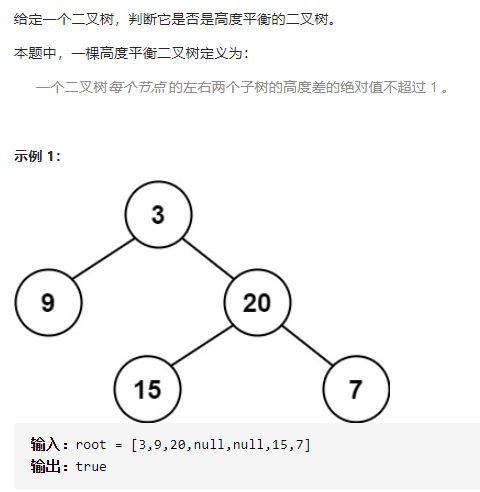 给定一个二叉树，判断它是否是高度平衡的二叉树。
本题中，一棵高度平衡二叉树定义为：
一个二叉树每个节点 的左右两个子树的高度差的绝对值不超过 1 。
示例 1：
3
9
20
15
7
输入：root = [3,9,20,null,null,15,7]
输出：true